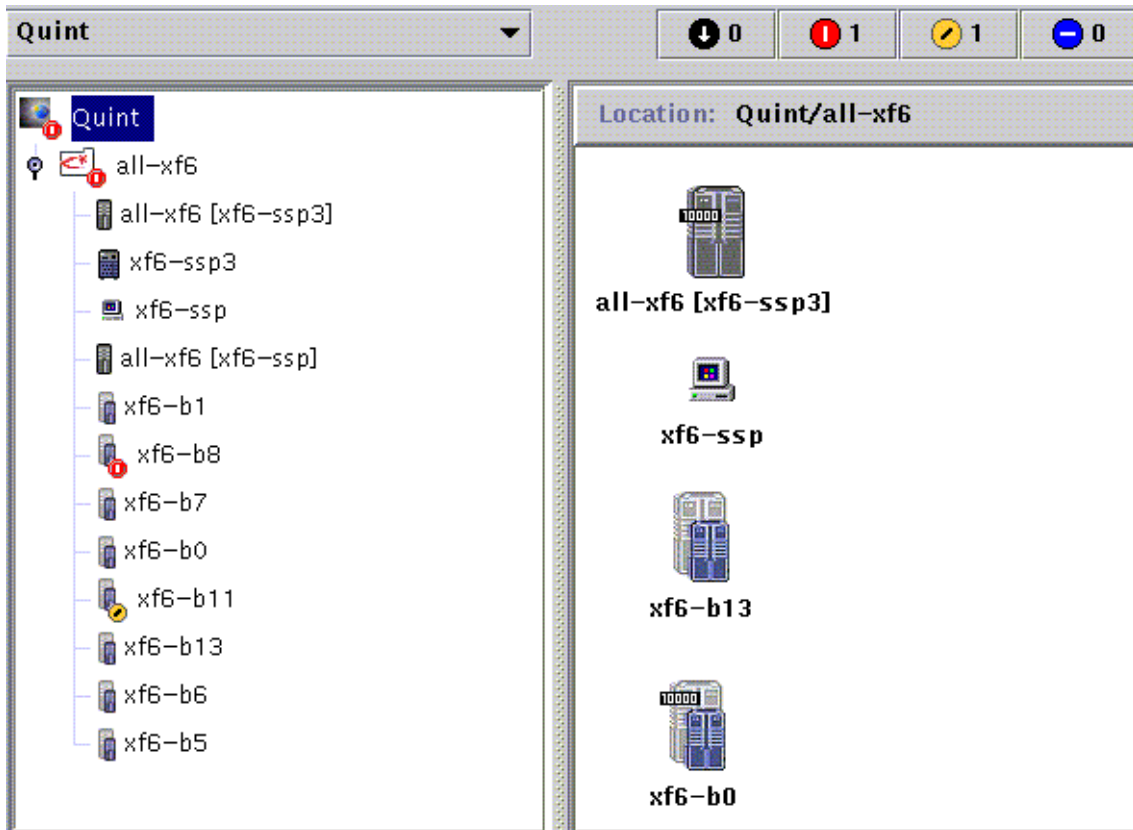 Quint
0 1 1 0
Quint
all-xf6
all-xf6 [xf6-ssp3]
xf6-ssp3
xf6-ssp
all-xf6 [xf6-ssp]
xf6-b1
xf6-b8
xf6-b7
xf6-b0
xf6-b11
xf6-b13
xf6-b6
xf6-b5
Location: Quint/all-xf6
10000
all-xf6 [xf6-ssp3]
xf6-ssp
xf6-b13
10000
xf6-b0